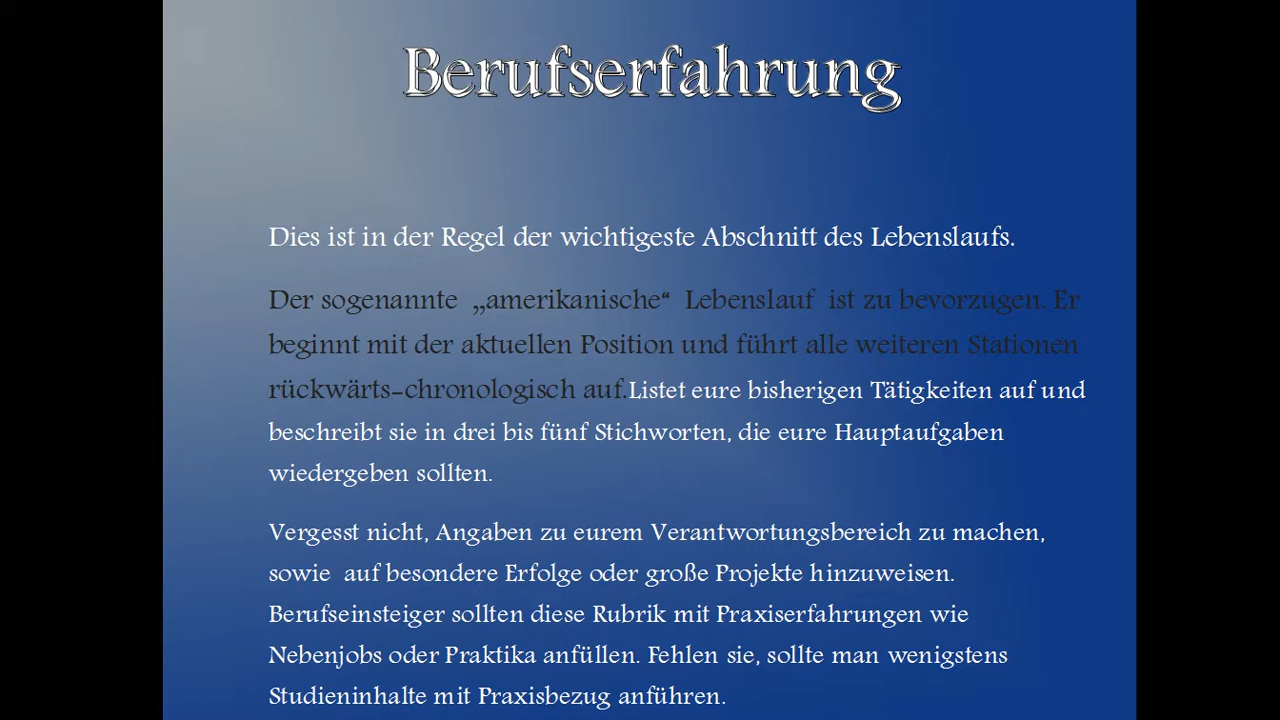 Berufserfahrung
Dies ist in der Regel der wichtigeste Abschnitt des Lebenslaufs.
Der sogenannte „amerikanische“ Lebenslauf ist zu bevorzugen. Er
beginnt mit der aktuellen Position und führt alle weiteren Stationen
rückwärts-chronologisch auf.Listet eure bisherigen Tätigkeiten auf und
beschreibt sie in drei bis fünf Stichworten, die eure Hauptaufgaben
wiedergeben sollten.
Vergesst nicht, Angaben zu eurem Verantwortungsbereich zu machen,
sowie auf besondere Erfolge oder große Projekte hinzuweisen.
Berufseinsteiger sollten diese Rubrik mit Praxiserfahrungen wie
Nebenjobs oder Praktika anfüllen. Fehlen sie, sollte man wenigstens
Studieninhalte mit Praxisbezug anführen.